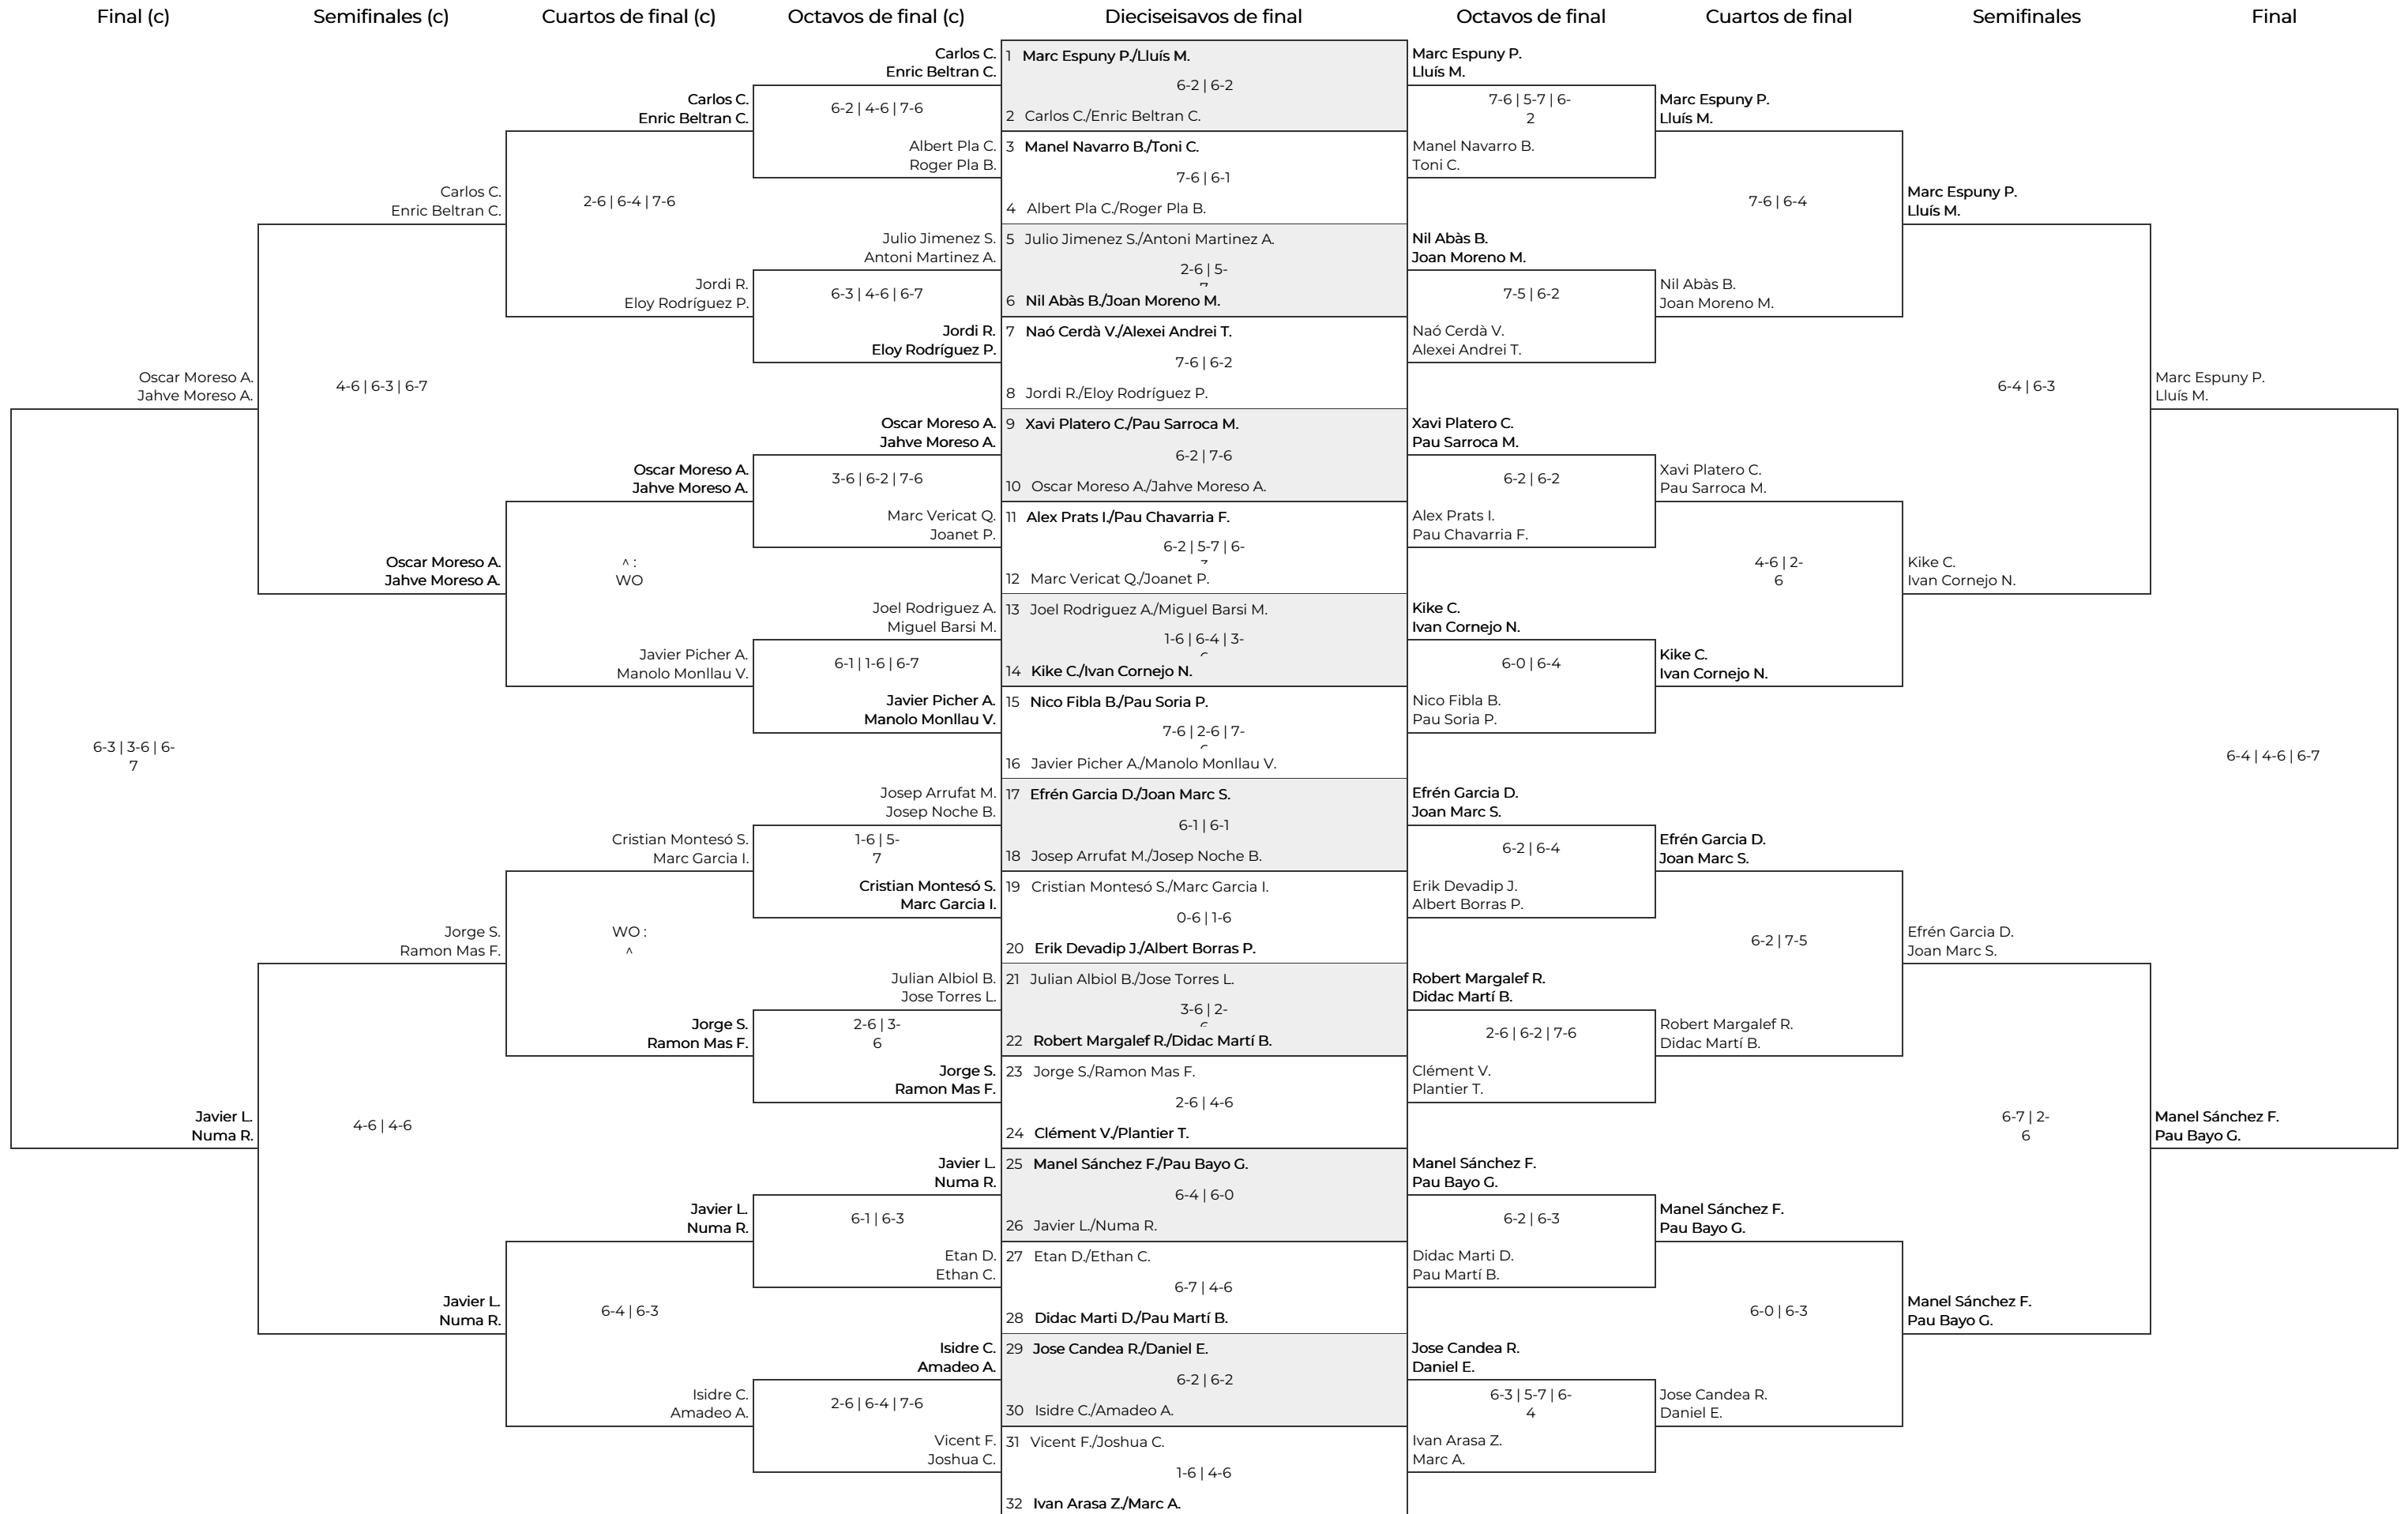 Final (c)
Semifinales (c)
Cuartos de final (c)
Octavos de final (c)
Dieciseisavos de final
Octavos de final
Cuartos de final
Semifinales
Final
Oscar Moreso A.
Jahve Moreso A.
6-3 | 3-6 | 6-
7
Javier L.
Numa R.
Carlos C.
Enric Beltran C.
4-6 | 6-3 | 6-7
Oscar Moreso A.
Jahve Moreso A.
Jorge S.
Ramon Mas F.
4-6 | 4-6
Javier L.
Numa R.
Carlos C.
Enric Beltran C.
2-6 | 6-4 | 7-6
Jordi R.
Eloy Rodríguez P.
Oscar Moreso A.
Jahve Moreso A.
^ :
WO
Javier Picher A.
Manolo Monllau V.
Cristian Montesó S.
Marc Garcia I.
WO :
^
Jorge S.
Ramon Mas F.
Javier L.
Numa R.
6-4 | 6-3
Isidre C.
Amadeo A.
Carlos C.
Enric Beltran C.
6-2 | 4-6 | 7-6
Albert Pla C.
Roger Pla B.
Julio Jimenez S.
Antoni Martinez A.
6-3 | 4-6 | 6-7
Jordi R.
Eloy Rodríguez P.
Oscar Moreso A.
Jahve Moreso A.
3-6 | 6-2 | 7-6
Marc Vericat Q.
Joanet P.
Joel Rodriguez A.
Miguel Barsi M.
6-1 | 1-6 | 6-7
Javier Picher A.
Manolo Monllau V.
Josep Arrufat M.
Josep Noche B.
1-6 | 5-
7
Cristian Montesó S.
Marc Garcia I.
Julian Albiol B.
Jose Torres L.
2-6 | 3-
6
Jorge S.
Ramon Mas F.
Javier L.
Numa R.
6-1 | 6-3
Etan D.
Ethan C.
Isidre C.
Amadeo A.
2-6 | 6-4 | 7-6
Vicent F.
Joshua C.
1 Marc Espuny P./Lluís M.
6-2 | 6-2
2 Carlos C./Enric Beltran C.
3 Manel Navarro B./Toni C.
7-6 | 6-1
4 Albert Pla C./Roger Pla B.
5 Julio Jimenez S./Antoni Martinez A.
2-6 | 5-
6 Nil Abàs B./Joan Moreno M.
7 Naó Cerdà V./Alexei Andrei T.
7-6 | 6-2
8 Jordi R./Eloy Rodríguez P.
9 Xavi Platero C./Pau Sarroca M.
6-2 | 7-6
10 Oscar Moreso A./Jahve Moreso A.
11 Alex Prats I./Pau Chavarria F.
6-2 | 5-7 | 6-
12 Marc Vericat Q./Joanet P.
13 Joel Rodriguez A./Miguel Barsi M.
1-6 | 6-4 | 3-
14 Kike C./Ivan Cornejo N.
15 Nico Fibla B./Pau Soria P.
7-6 | 2-6 | 7-
16 Javier Picher A./Manolo Monllau V.
17 Efrén Garcia D./Joan Marc S.
6-1 | 6-1
18 Josep Arrufat M./Josep Noche B.
19 Cristian Montesó S./Marc Garcia I.
0-6 | 1-6
20 Erik Devadip J./Albert Borras P.
21 Julian Albiol B./Jose Torres L.
3-6 | 2-
22 Robert Margalef R./Didac Martí B.
23 Jorge S./Ramon Mas F.
2-6 | 4-6
24 Clément V./Plantier T.
25 Manel Sánchez F./Pau Bayo G.
6-4 | 6-0
26 Javier L./Numa R.
27 Etan D./Ethan C.
6-7 | 4-6
28 Didac Marti D./Pau Martí B.
29 Jose Candea R./Daniel E.
6-2 | 6-2
30 Isidre C./Amadeo A.
31 Vicent F./Joshua C.
1-6 | 4-6
32 Ivan Arasa Z./Marc A.
Marc Espuny P.
Lluís M.
7-6 | 5-7 | 6-
2
Manel Navarro B.
Toni C.
Nil Abàs B.
Joan Moreno M.
7-5 | 6-2
Naó Cerdà V.
Alexei Andrei T.
Xavi Platero C.
Pau Sarroca M.
6-2 | 6-2
Alex Prats I.
Pau Chavarria F.
Kike C.
Ivan Cornejo N.
6-0 | 6-4
Nico Fibla B.
Pau Soria P.
Efrén Garcia D.
Joan Marc S.
6-2 | 6-4
Erik Devadip J.
Albert Borras P.
Robert Margalef R.
Didac Martí B.
2-6 | 6-2 | 7-6
Clément V.
Plantier T.
Manel Sánchez F.
Pau Bayo G.
6-2 | 6-3
Didac Marti D.
Pau Martí B.
Jose Candea R.
Daniel E.
6-3 | 5-7 | 6-
4
Ivan Arasa Z.
Marc A.
Marc Espuny P.
Lluís M.
7-6 | 6-4
Nil Abàs B.
Joan Moreno M.
Xavi Platero C.
Pau Sarroca M.
4-6 | 2-
6
Kike C.
Ivan Cornejo N.
Efrén Garcia D.
Joan Marc S.
6-2 | 7-5
Robert Margalef R.
Didac Martí B.
Manel Sánchez F.
Pau Bayo G.
6-0 | 6-3
Jose Candea R.
Daniel E.
Marc Espuny P.
Lluís M.
6-4 | 6-3
Kike C.
Ivan Cornejo N.
Efrén Garcia D.
Joan Marc S.
6-7 | 2-
6
Manel Sánchez F.
Pau Bayo G.
Marc Espuny P.
Lluís M.
6-4 | 4-6 | 6-7
Manel Sánchez F.
Pau Bayo G.